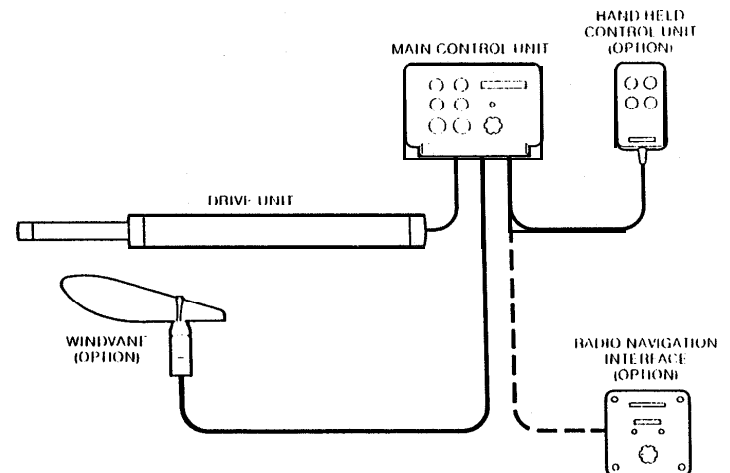 HAND HELD
CONTROL UNIT
(OPTION)
MAIN CONTROL UNIT
DRIVE UNIT
WINDVANE
(OPTION)
RADIO NAVIGATION
INTERFACE
(OPTION)